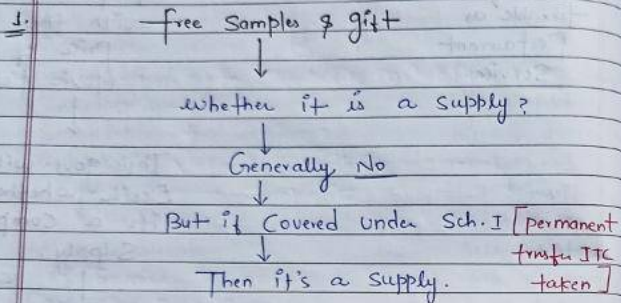 1. free Samples & gift
whether it is a supply ?
Generally No
But if Covered under Sch. I [permanent
trnsfu ITC
Then it's a supply. taken]